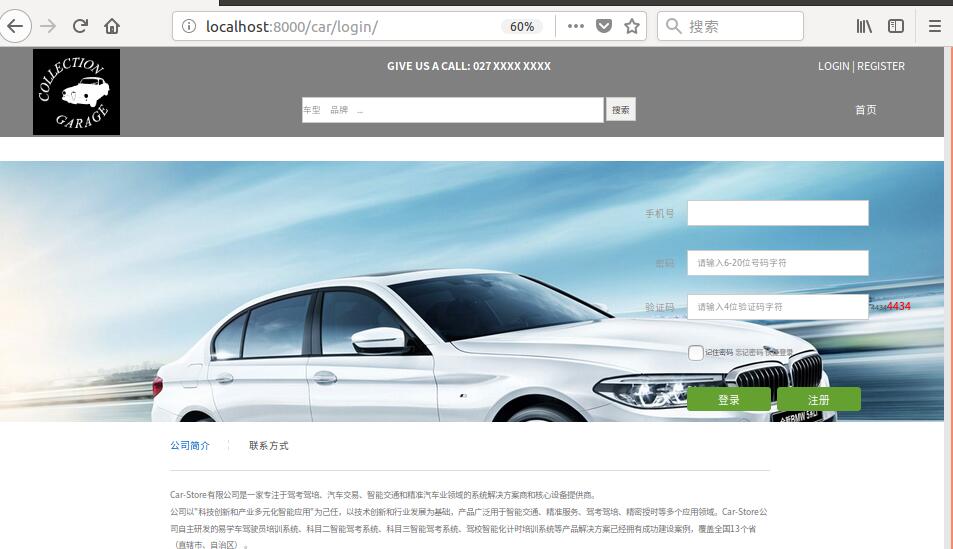 localhost:8000/car/login/
60%
搜索
COLLECTION
GARAGE
GIVE US A CALL: 027 XXXX XXXX
LOGIN | REGISTER
车型 品牌 ...
搜索
首页
手机号
密码
请输入6-20位号码字符
验证码
请输入4位验证码字符
4434
4434
记住密码 忘记密码
登录
注册
公司简介
联系方式
Car-Store有限公司是一家专注于驾考驾培、汽车交易、智能交通和精准汽车业领域的系统解决方案商和核心设备提供商。
公司以"科技创新和产业多元化智能应用"为己任，以技术创新和行业发展为基础，产品广泛用于智能交通、精准服务、驾考驾培、精密授时等多个应用领域。Car-Store公
司自主研发的易学车驾驶员培训系统、科目二智能驾考系统、科目三智能驾考系统、驾校智能化计时培训系统等产品解决方案已经拥有成功建设案例，覆盖全国13个省
（直辖市、自治区）。